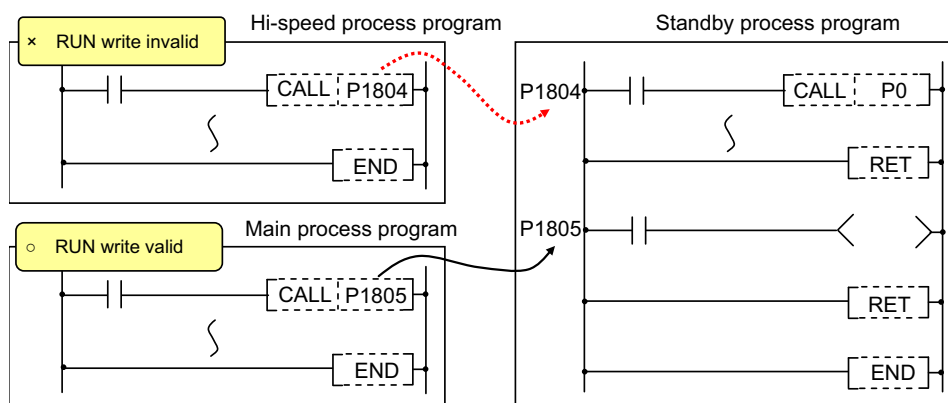 Hi-speed process program
× RUN write invalid
CALL P1804
END
Main process program
○ RUN write valid
CALL P1805
END
Standby process program
P1804
CALL P0
RET
P1805
RET
END